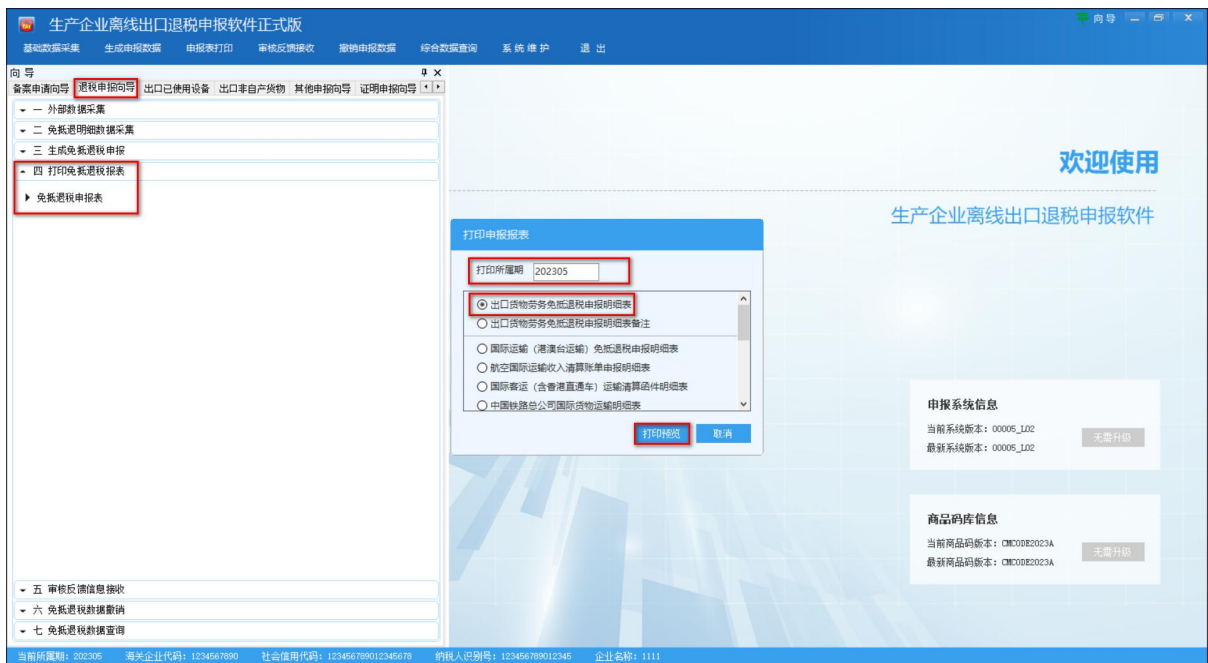 生产企业离线出口退税申报软件正式版
向导
基础数据采集 生成申报数据 申报表打印 审核反馈接收 撤销申报数据 综合数据查询 系统维护 退出
向导
备案申请向导 退税申报向导 出口已使用设备 出口非自产货物 其他申报向导 证明申报向导
一 外部数据采集
二 免抵退明细数据采集
三 生成免抵退税申报
四 打印免抵退税报表
免抵退税申报表
欢迎使用
生产企业离线出口退税申报软件
打印申报报表
打印所属期 202305
出口货物劳务免抵退税申报明细表
出口货物劳务免抵退税申报明细表备注
国际运输（港澳台运输）免抵退税申报明细表
航空国际运输收入清算账单申报明细表
国际客运（含香港直通车）运输清算函件明细表
中国铁路总公司国际货物运输明细表
打印预览 取消
申报系统信息
当前系统版本：00005_L02
最新系统版本：00005_L02
无需升级
商品码库信息
当前商品码版本：CMCODE2023A
最新商品码版本：CMCODE2023A
无需升级
五 审核反馈信息接收
六 免抵退税数据撤销
七 免抵退税数据查询
当前所属期：202305 海关企业代码：1234567890 社会信用代码：123456789012345678 纳税人识别号：123456789012345 企业名称：1111